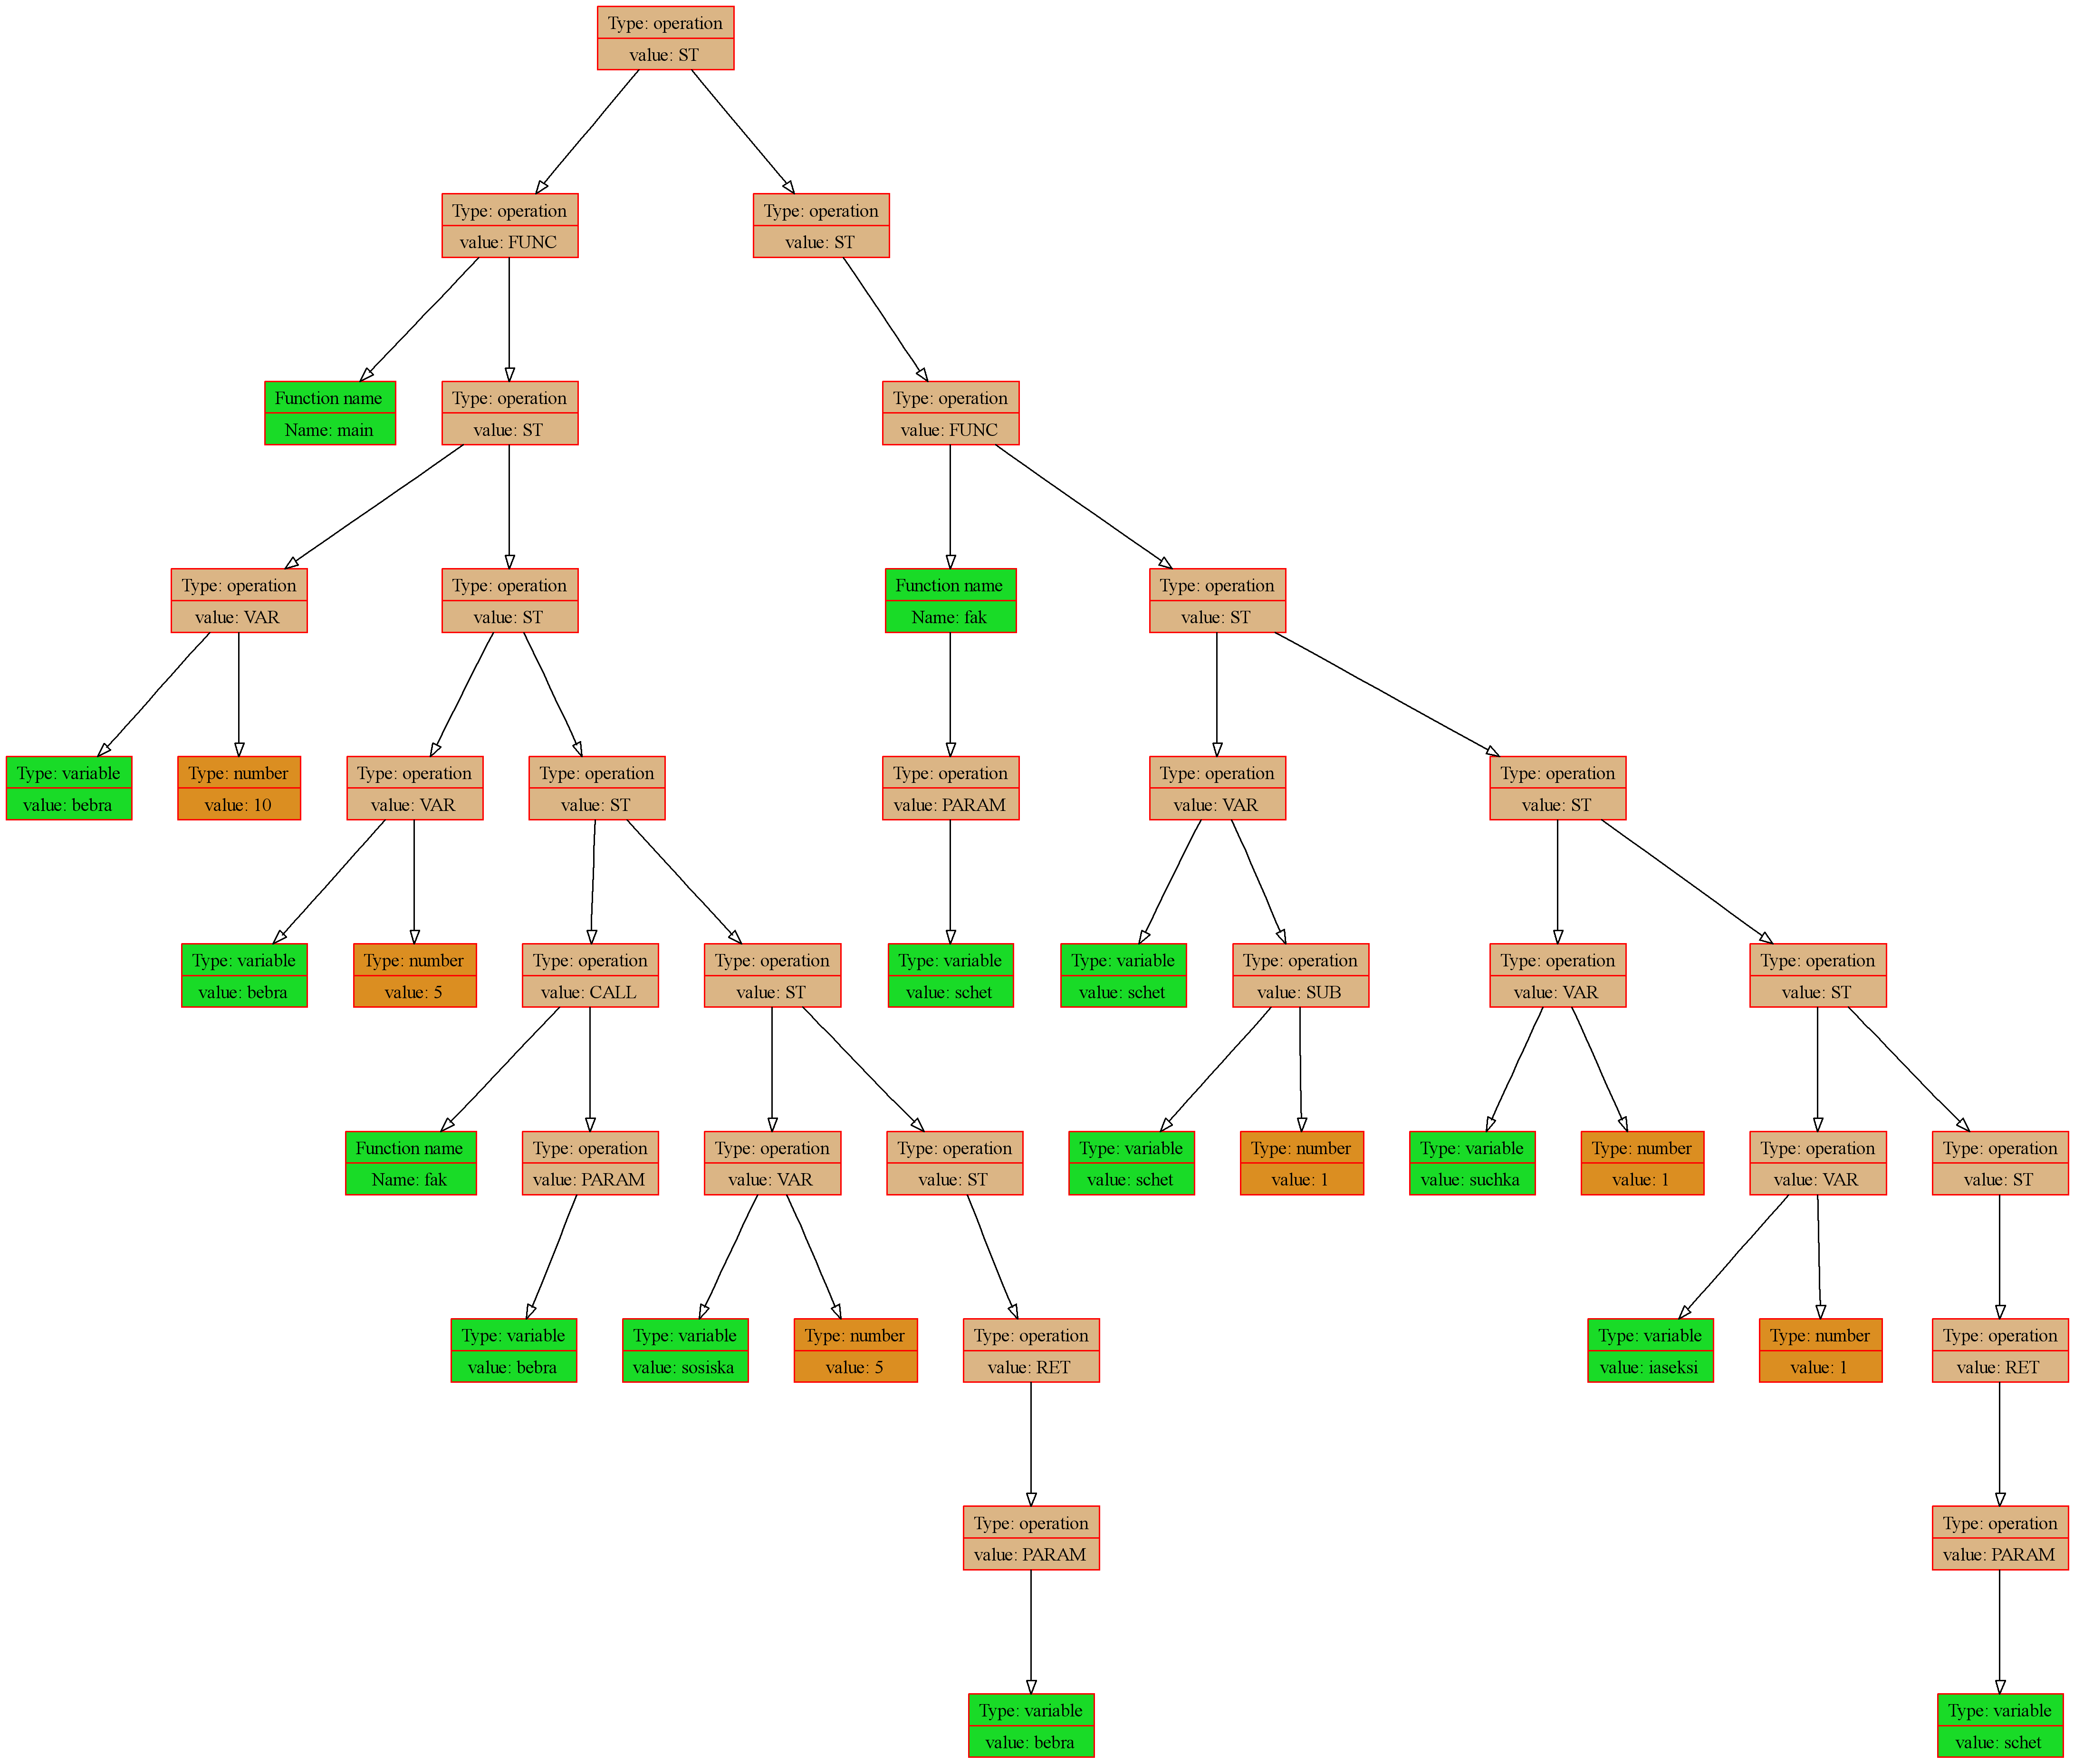 Type: operation
value: ST
Type: operation
value: FUNC
Type: operation
value: ST
Function name
Name: main
Type: operation
value: ST
Type: operation
value: FUNC
Type: operation
value: VAR
Type: operation
value: ST
Function name
Name: fak
Type: operation
value: ST
Type: variable
value: bebra
Type: number
value: 10
Type: operation
value: VAR
Type: operation
value: ST
Type: operation
value: PARAM
Type: operation
value: VAR
Type: operation
value: ST
Type: variable
value: bebra
Type: number
value: 5
Type: operation
value: CALL
Type: operation
value: ST
Type: variable
value: schet
Type: variable
value: schet
Type: operation
value: SUB
Type: operation
value: VAR
Type: operation
value: ST
Function name
Name: fak
Type: operation
value: PARAM
Type: operation
value: VAR
Type: operation
value: ST
Type: variable
value: schet
Type: number
value: 1
Type: variable
value: suchka
Type: number
value: 1
Type: operation
value: VAR
Type: operation
value: ST
Type: variable
value: bebra
Type: variable
value: sosiska
Type: number
value: 5
Type: operation
value: RET
Type: variable
value: iaseksi
Type: number
value: 1
Type: operation
value: RET
Type: operation
value: PARAM
Type: operation
value: PARAM
Type: variable
value: bebra
Type: variable
value: schet